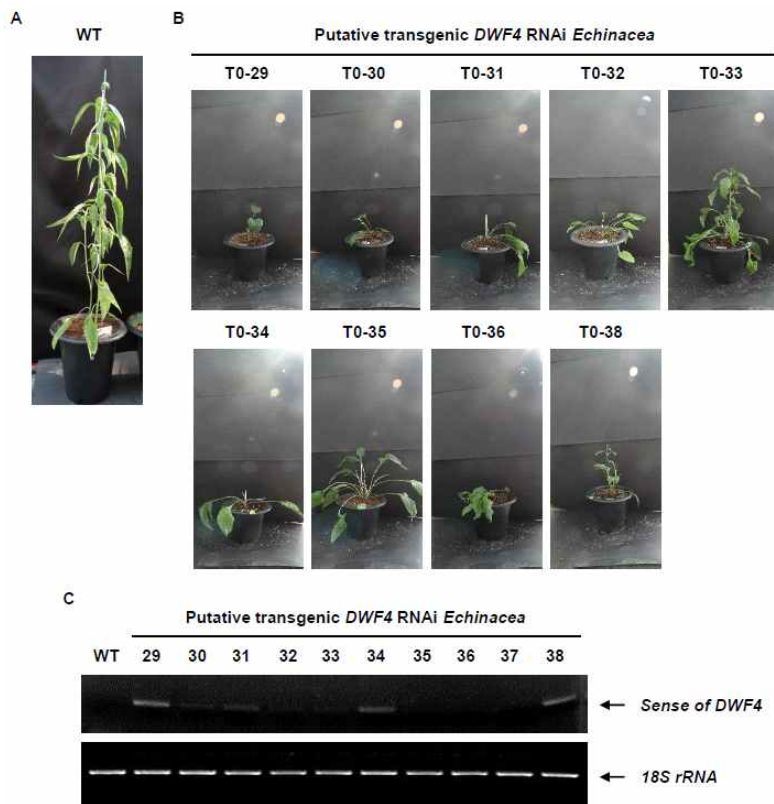 A
WT
B
Putative transgenic DWF4 RNAi Echinacea
T0-29 T0-30 T0-31 T0-32 T0-33
T0-34 T0-35 T0-36 T0-38
C
Putative transgenic DWF4 RNAi Echinacea
WT 29 30 31 32 33 34 35 36 37 38
Sense of DWF4
18S rRNA